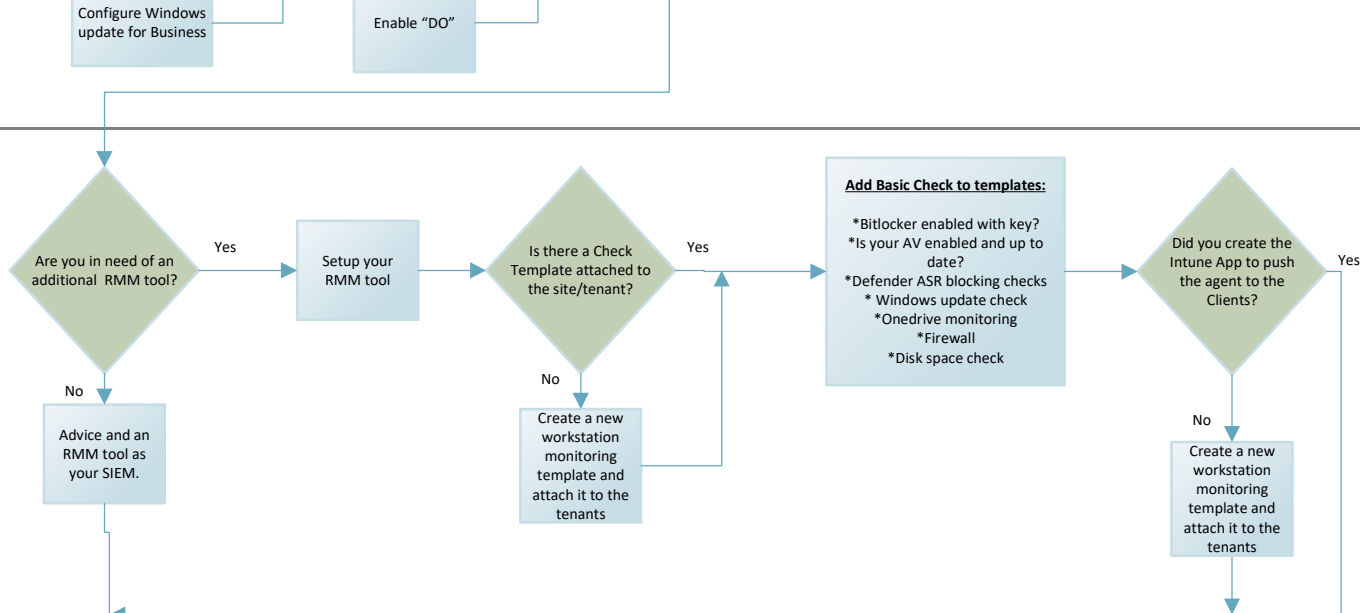 Configure Windows
update for Business
Enable “DO”
Are you in need of an
additional RMM tool?
Yes
Setup your
RMM tool
Is there a Check
Template attached to
the site/tenant?
Yes
Add Basic Check to templates:
*Bitlocker enabled with key?
*Is your AV enabled and up to
date?
*Defender ASR blocking checks
* Windows update check
*Onedrive monitoring
*Firewall
*Disk space check
Did you create the
Intune App to push
the agent to the
Clients?
Yes
No
Advice and an
RMM tool as
your SIEM.
No
Create a new
workstation
monitoring
template and
attach it to the
tenants
No
Create a new
workstation
monitoring
template and
attach it to the
tenants